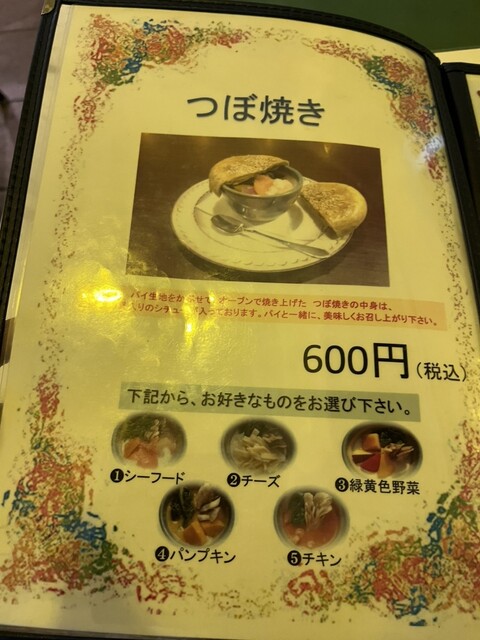 つぼ焼き
パイ生地をかぶせて、オーブンで焼き上げた つぼ焼きの中身は、
入りのシチューが入っております。パイと一緒に、美味しくお召し上がり下さい。
600円(税込)
下記から、お好きなものをお選び下さい。
❶シーフード
❷チーズ
❸緑黄色野菜
❹パンプキン
❺チキン